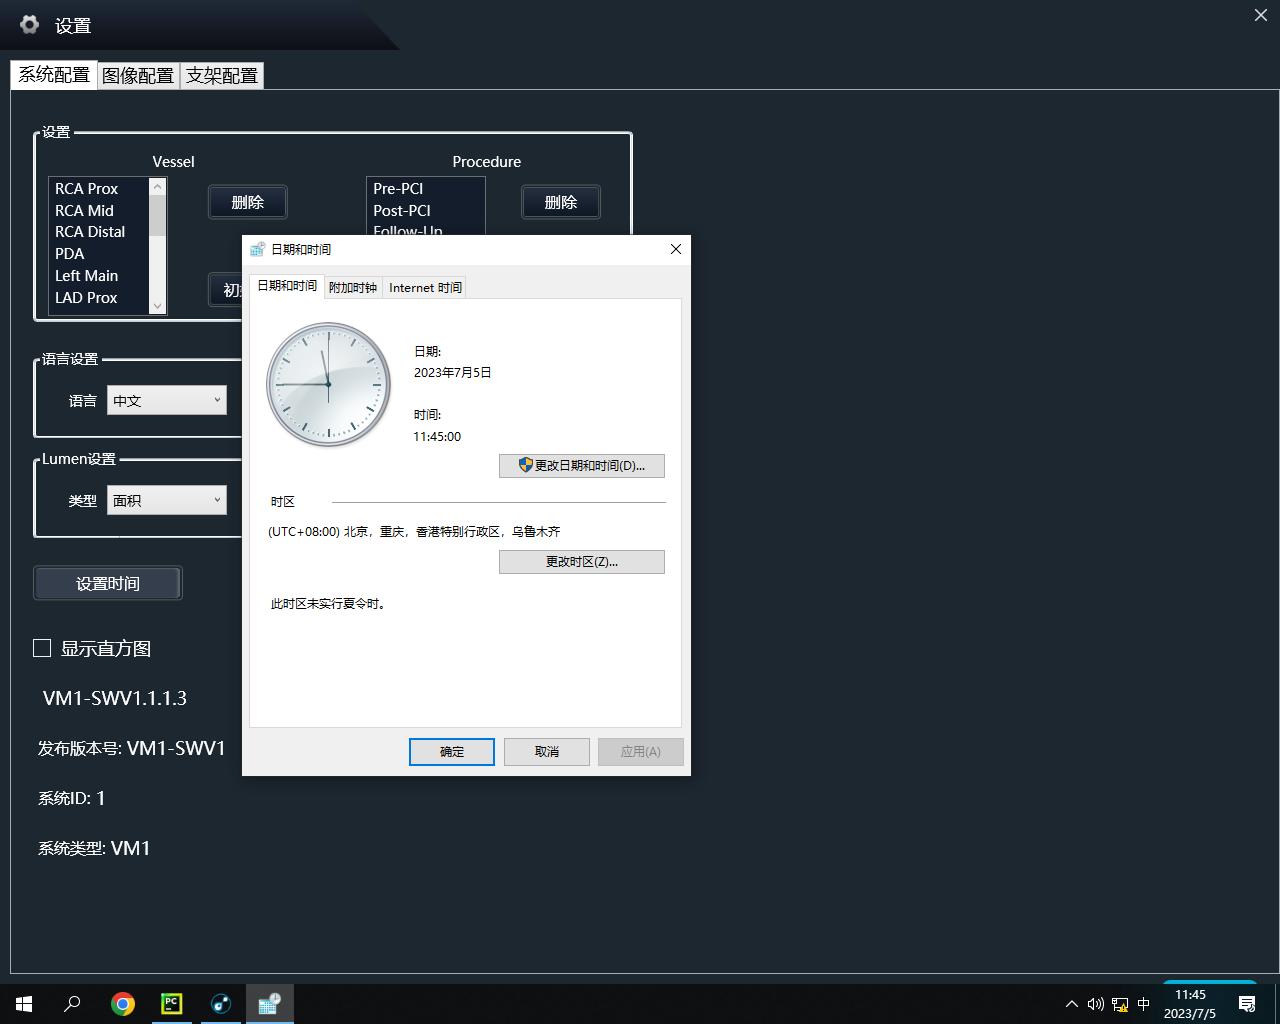 设置
系统配置 图像配置 支架配置
设置
Vessel Procedure
RCA Prox
RCA Mid
RCA Distal
PDA
Left Main
LAD Prox
删除
Pre-PCI
Post-PCI
Follow-Up
删除
语言设置
语言 中文
Lumen设置
类型 面积
设置时间
显示直方图
VM1-SWV1.1.1.3
发布版本号: VM1-SWV1
系统ID: 1
系统类型: VM1
日期和时间
日期和时间 附加时钟 Internet 时间
日期:
2023年7月5日
时间:
11:45:00
更改日期和时间(D)...
时区
(UTC+08:00) 北京，重庆，香港特别行政区，乌鲁木齐
更改时区(Z)...
此时区未实行夏令时。
确定 取消 应用(A)
PC
中
11:45
2023/7/5